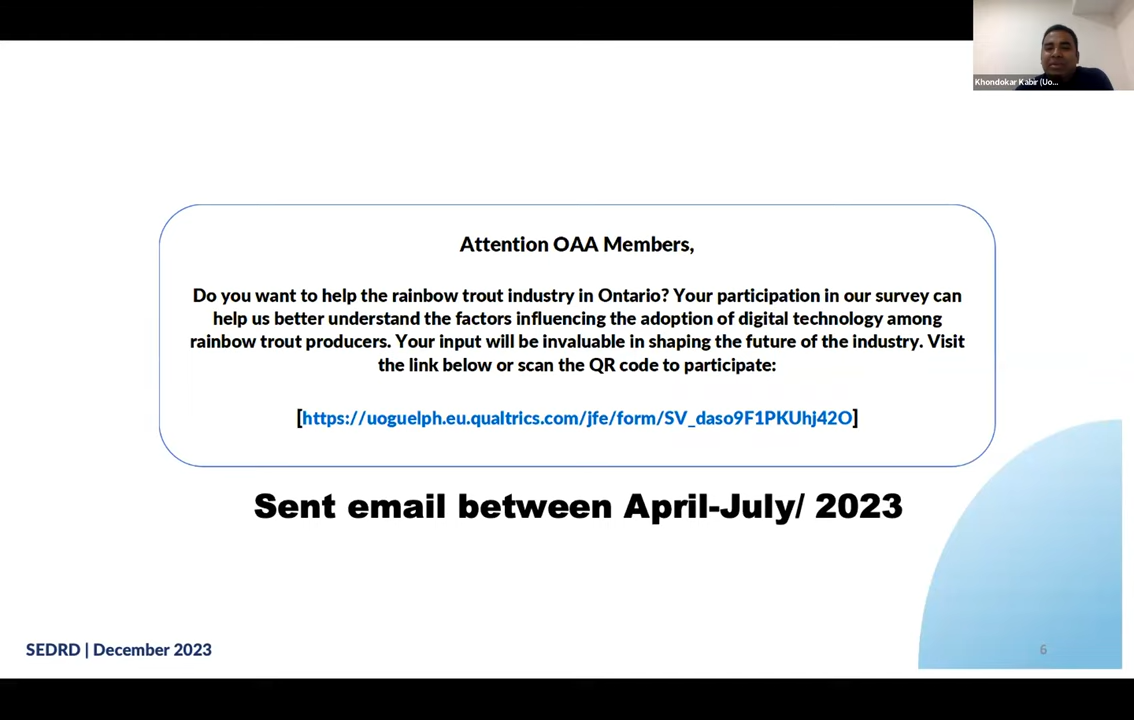 Khondokar Kabir (Uo...
Attention OAA Members,
Do you want to help the rainbow trout industry in Ontario? Your participation in our survey can
help us better understand the factors influencing the adoption of digital technology among
rainbow trout producers. Your input will be invaluable in shaping the future of the industry. Visit
the link below or scan the QR code to participate:
[https://uoguelph.eu.qualtrics.com/jfe/form/SV_daso9F1PKUhj42O]
Sent email between April-July/ 2023
SEDRD | December 2023
6